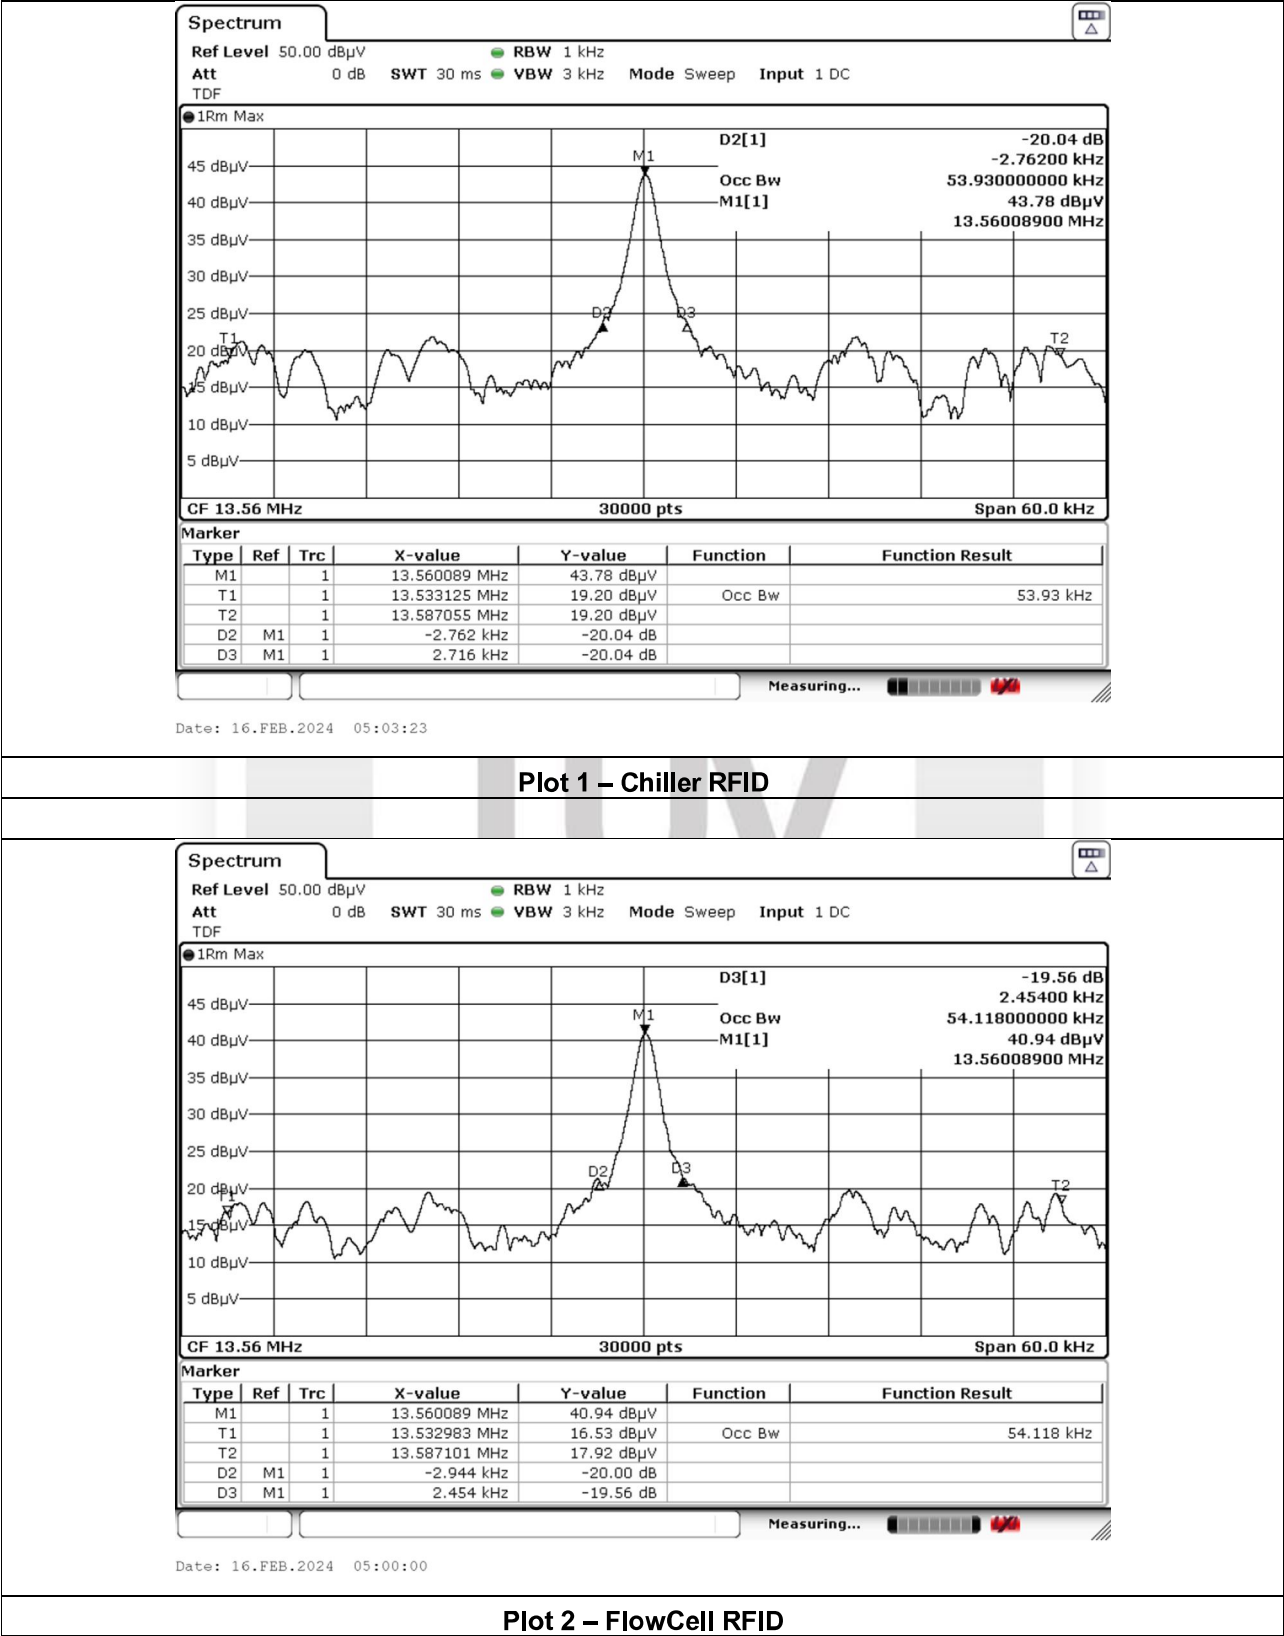 Spectrum
Ref Level 50.00 dBµV RBW 1 kHz
Att 0 dB SWT 30 ms VBW 3 kHz Mode Sweep Input 1 DC
TDF
1Rm Max
D2[1] -20.04 dB
-2.76200 kHz
Occ Bw 53.930000000 kHz
M1[1] 43.78 dBµV
13.56008900 MHz
M1
45 dBµV
40 dBµV
35 dBµV
30 dBµV
25 dBµV
D2 D3
T1 T2
20 dBµV
15 dBµV
10 dBµV
5 dBµV
CF 13.56 MHz 30000 pts Span 60.0 kHz
Marker
Type Ref Trc X-value Y-value Function Function Result
M1 1 13.560089 MHz 43.78 dBµV
T1 1 13.533125 MHz 19.20 dBµV Occ Bw 53.93 kHz
T2 1 13.587055 MHz 19.20 dBµV
D2 M1 1 -2.762 kHz -20.04 dB
D3 M1 1 2.716 kHz -20.04 dB
Measuring...
Date: 16.FEB.2024 05:03:23
Plot 1 – Chiller RFID
TÜV
Spectrum
Ref Level 50.00 dBµV RBW 1 kHz
Att 0 dB SWT 30 ms VBW 3 kHz Mode Sweep Input 1 DC
TDF
1Rm Max
D3[1] -19.56 dB
2.45400 kHz
Occ Bw 54.118000000 kHz
M1[1] 40.94 dBµV
13.56008900 MHz
45 dBµV
M1
40 dBµV
35 dBµV
30 dBµV
25 dBµV
D2 D3
20 dBµV
T1 T2
15 dBµV
10 dBµV
5 dBµV
CF 13.56 MHz 30000 pts Span 60.0 kHz
Marker
Type Ref Trc X-value Y-value Function Function Result
M1 1 13.560089 MHz 40.94 dBµV
T1 1 13.532983 MHz 16.53 dBµV Occ Bw 54.118 kHz
T2 1 13.587101 MHz 17.92 dBµV
D2 M1 1 -2.944 kHz -20.00 dB
D3 M1 1 2.454 kHz -19.56 dB
Measuring...
Date: 16.FEB.2024 05:00:00
Plot 2 – FlowCell RFID